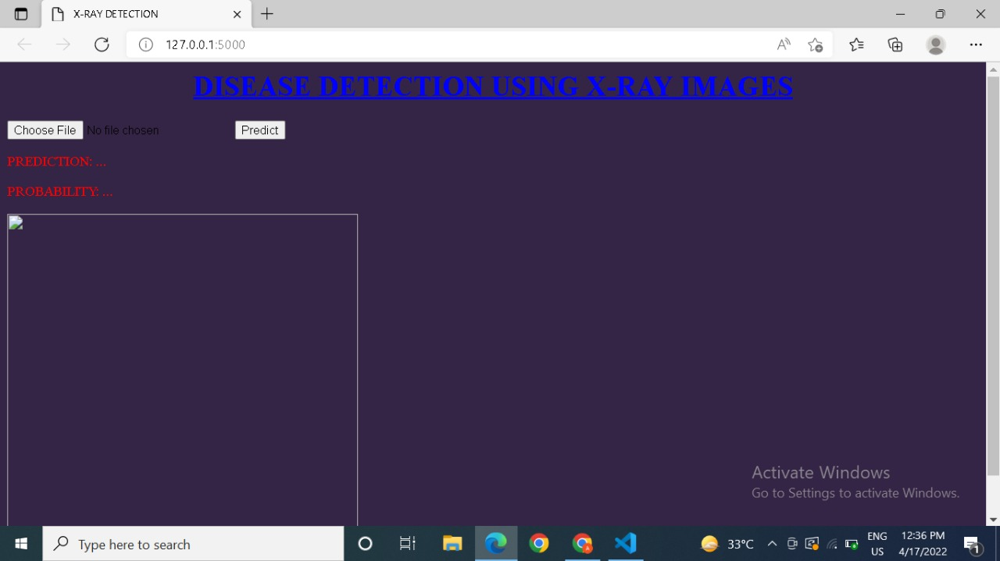 X-RAY DETECTION
127.0.0.1:5000
DISEASE DETECTION USING X-RAY IMAGES
Choose File No file chosen Predict
PREDICTION: ...
PROBABILITY: ...
Activate Windows
Go to Settings to activate Windows.
Type here to search
33°C
ENG
US
12:36 PM
4/17/2022
1